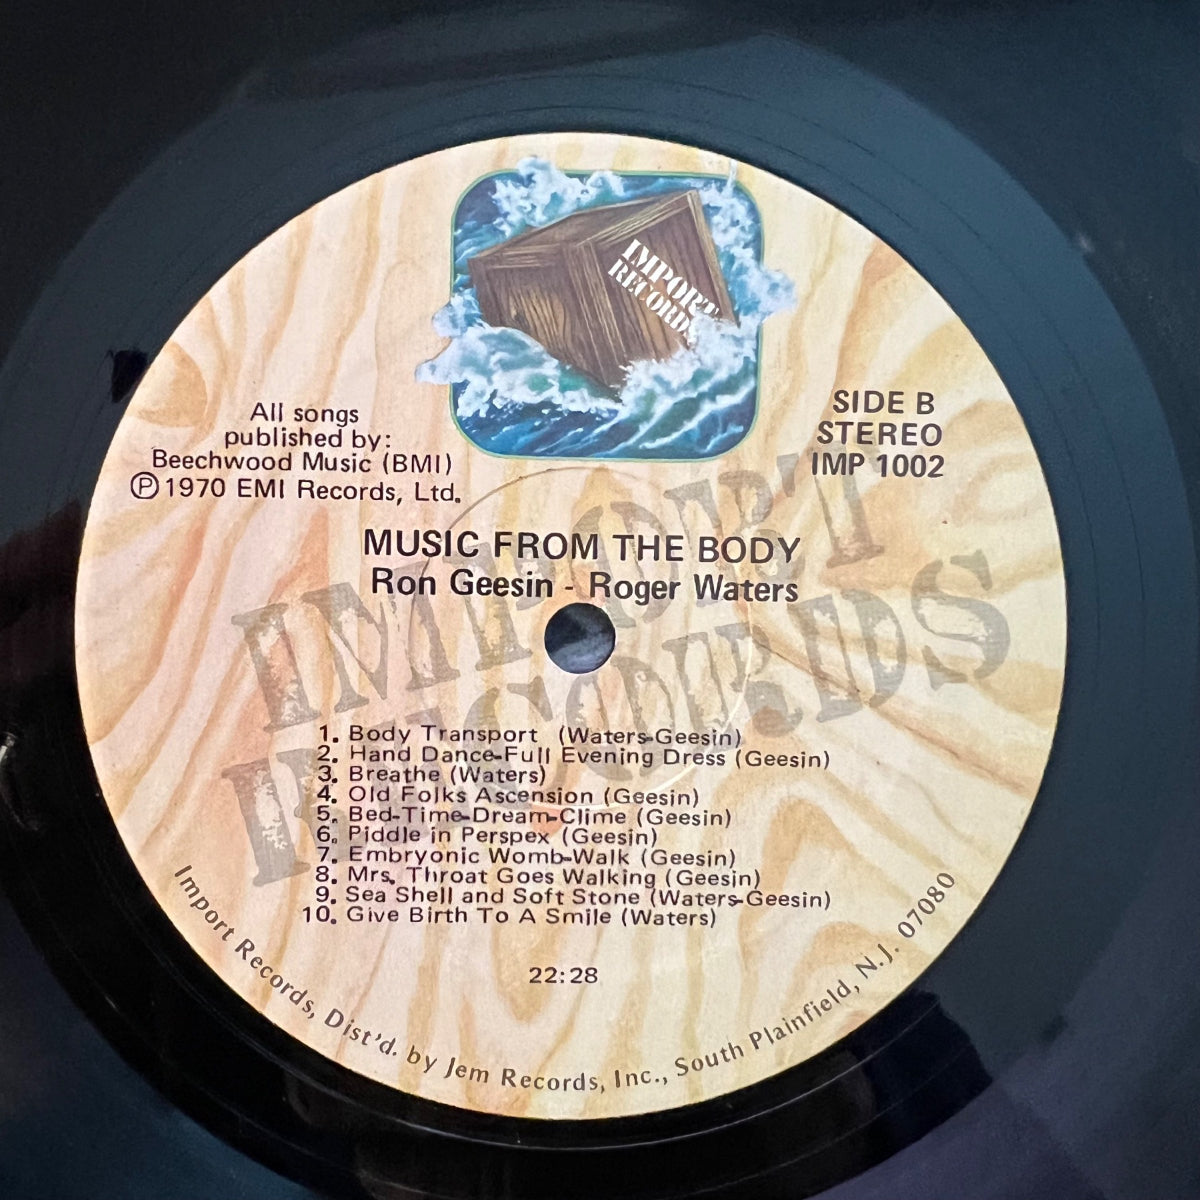 IMPORT
RECORDS
All songs
published by:
Beechwood Music (BMI)
Ⓟ1970 EMI Records, Ltd.
SIDE B
STEREO
IMP 1002
IMPORT
RECORDS
MUSIC FROM THE BODY
Ron Geesin - Roger Waters
1. Body Transport (Waters-Geesin)
2. Hand Dance-Full Evening Dress (Geesin)
3. Breathe (Waters)
4. Old Folks Ascension (Geesin)
5. Bed-Time-Dream-Clime (Geesin)
6. Piddle in Perspex (Geesin)
7. Embryonic Womb-Walk (Geesin)
8. Mrs. Throat Goes Walking (Geesin)
9. Sea Shell and Soft Stone (Waters-Geesin)
10. Give Birth To A Smile (Waters)
22:28
Import Records, Dist'd. by Jem Records, Inc., South Plainfield, N.J. 07080